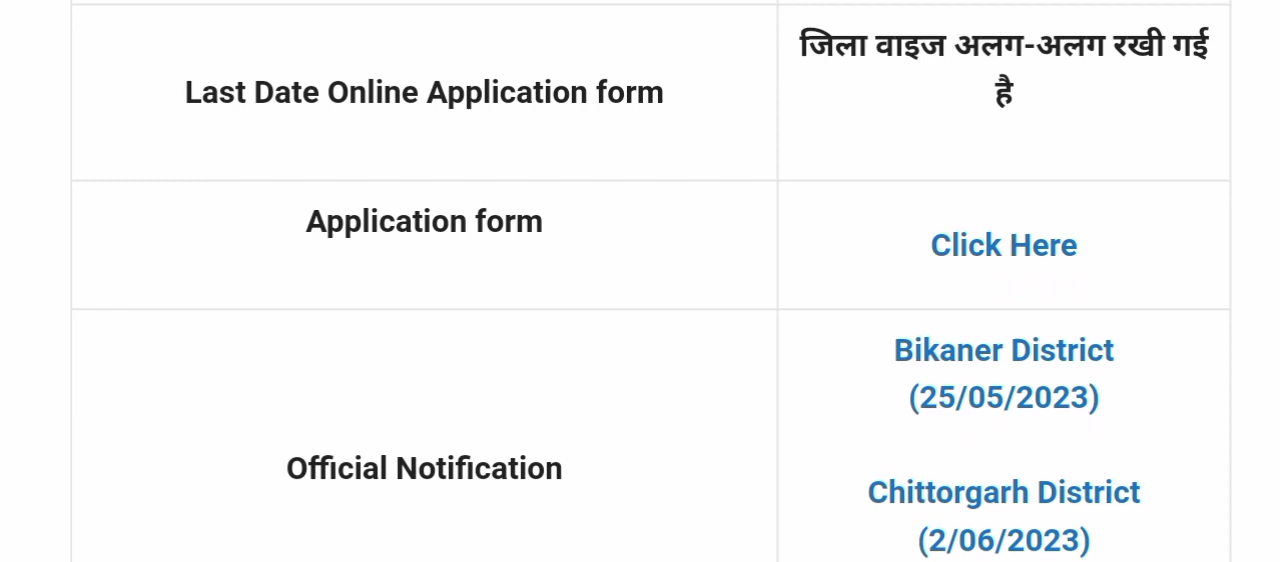 Last Date Online Application form
जिला वाइज अलग-अलग रखी गई
है
Application form
Click Here
Official Notification
Bikaner District
(25/05/2023)
Chittorgarh District
(2/06/2023)